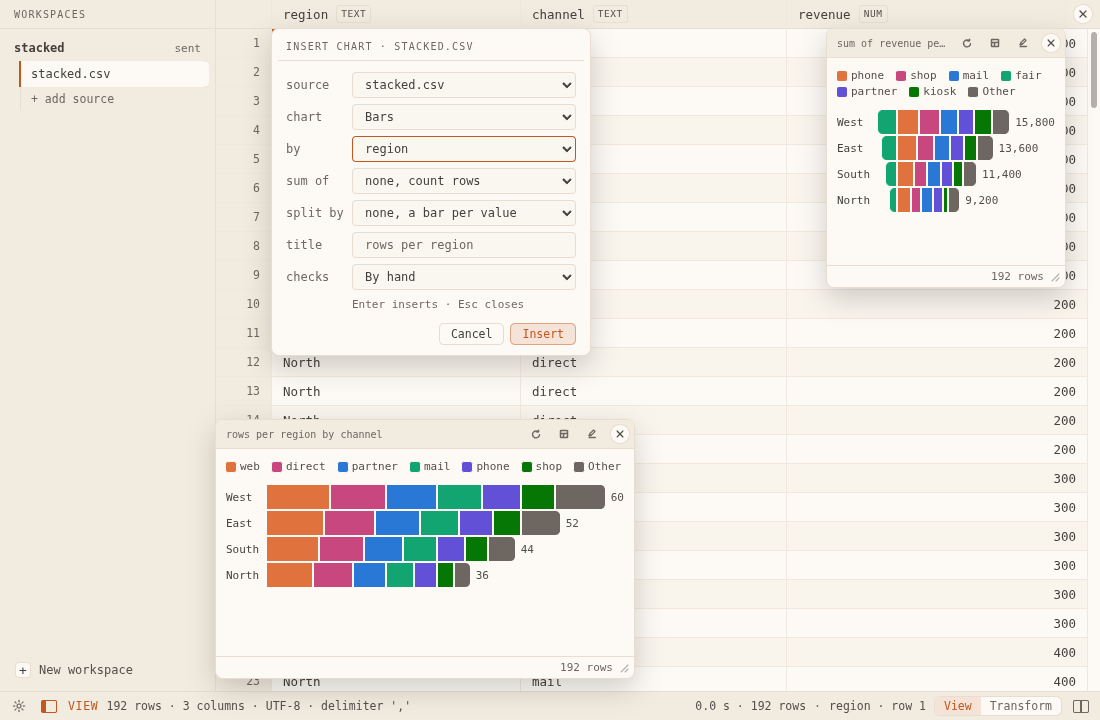 WORKSPACES
stacked sent
stacked.csv
+ add source
+ New workspace
region TEXT channel TEXT revenue NUM
1
2
3
4
5
6
7
8
9
10 200
11 200
12 North direct 200
13 North direct 200
200
200
300
300
300
300
300
300
400
23 North mail 400
INSERT CHART · STACKED.CSV
source stacked.csv
chart Bars
by region
sum of none, count rows
split by none, a bar per value
title rows per region
checks By hand
Enter inserts · Esc closes
Cancel Insert
sum of revenue pe…
phone shop mail fair
partner kiosk Other
West 15,800
East 13,600
South 11,400
North 9,200
192 rows
rows per region by channel
web direct partner mail phone shop Other
West 60
East 52
South 44
North 36
192 rows
VIEW 192 rows · 3 columns · UTF-8 · delimiter ','
0.0 s · 192 rows · region · row 1 View Transform